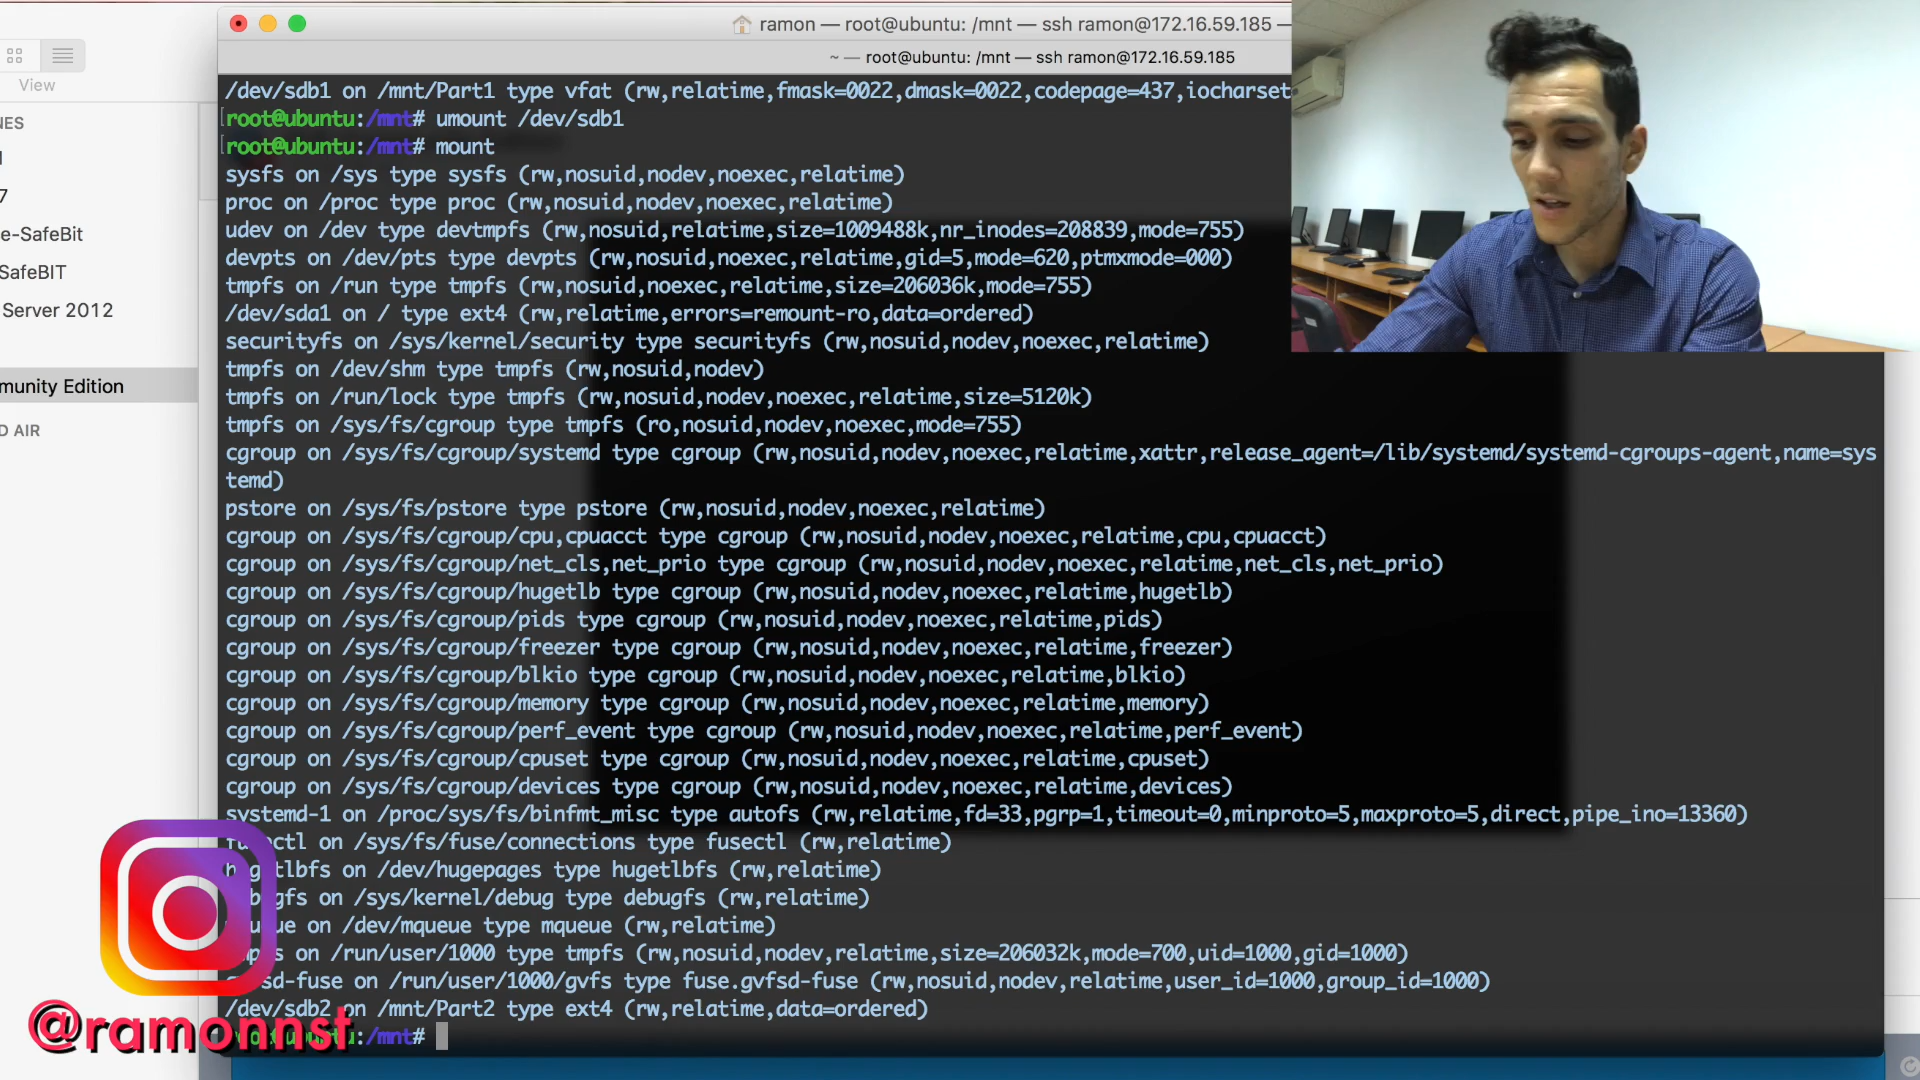 ramon — root@ubuntu: /mnt — ssh ramon@172.16.59.185 —
~ — root@ubuntu: /mnt — ssh ramon@172.16.59.185
View
NES
7
e-SafeBit
SafeBIT
Server 2012
munity Edition
D AIR
/dev/sdb1 on /mnt/Part1 type vfat (rw,relatime,fmask=0022,dmask=0022,codepage=437,iocharset
root@ubuntu:/mnt# umount /dev/sdb1
root@ubuntu:/mnt# mount
sysfs on /sys type sysfs (rw,nosuid,nodev,noexec,relatime)
proc on /proc type proc (rw,nosuid,nodev,noexec,relatime)
udev on /dev type devtmpfs (rw,nosuid,relatime,size=1009488k,nr_inodes=208839,mode=755)
devpts on /dev/pts type devpts (rw,nosuid,noexec,relatime,gid=5,mode=620,ptmxmode=000)
tmpfs on /run type tmpfs (rw,nosuid,noexec,relatime,size=206036k,mode=755)
/dev/sda1 on / type ext4 (rw,relatime,errors=remount-ro,data=ordered)
securityfs on /sys/kernel/security type securityfs (rw,nosuid,nodev,noexec,relatime)
tmpfs on /dev/shm type tmpfs (rw,nosuid,nodev)
tmpfs on /run/lock type tmpfs (rw,nosuid,nodev,noexec,relatime,size=5120k)
tmpfs on /sys/fs/cgroup type tmpfs (ro,nosuid,nodev,noexec,mode=755)
cgroup on /sys/fs/cgroup/systemd type cgroup (rw,nosuid,nodev,noexec,relatime,xattr,release_agent=/lib/systemd/systemd-cgroups-agent,name=sys
temd)
pstore on /sys/fs/pstore type pstore (rw,nosuid,nodev,noexec,relatime)
cgroup on /sys/fs/cgroup/cpu,cpuacct type cgroup (rw,nosuid,nodev,noexec,relatime,cpu,cpuacct)
cgroup on /sys/fs/cgroup/net_cls,net_prio type cgroup (rw,nosuid,nodev,noexec,relatime,net_cls,net_prio)
cgroup on /sys/fs/cgroup/hugetlb type cgroup (rw,nosuid,nodev,noexec,relatime,hugetlb)
cgroup on /sys/fs/cgroup/pids type cgroup (rw,nosuid,nodev,noexec,relatime,pids)
cgroup on /sys/fs/cgroup/freezer type cgroup (rw,nosuid,nodev,noexec,relatime,freezer)
cgroup on /sys/fs/cgroup/blkio type cgroup (rw,nosuid,nodev,noexec,relatime,blkio)
cgroup on /sys/fs/cgroup/memory type cgroup (rw,nosuid,nodev,noexec,relatime,memory)
cgroup on /sys/fs/cgroup/perf_event type cgroup (rw,nosuid,nodev,noexec,relatime,perf_event)
cgroup on /sys/fs/cgroup/cpuset type cgroup (rw,nosuid,nodev,noexec,relatime,cpuset)
cgroup on /sys/fs/cgroup/devices type cgroup (rw,nosuid,nodev,noexec,relatime,devices)
systemd-1 on /proc/sys/fs/binfmt_misc type autofs (rw,relatime,fd=33,pgrp=1,timeout=0,minproto=5,maxproto=5,direct,pipe_ino=13360)
fusectl on /sys/fs/fuse/connections type fusectl (rw,relatime)
hugetlbfs on /dev/hugepages type hugetlbfs (rw,relatime)
bugfs on /sys/kernel/debug type debugfs (rw,relatime)
on /dev/mqueue type mqueue (rw,relatime)
on /run/user/1000 type tmpfs (rw,nosuid,nodev,relatime,size=206032k,mode=700,uid=1000,gid=1000)
sd-fuse on /run/user/1000/gvfs type fuse.gvfsd-fuse (rw,nosuid,nodev,relatime,user_id=1000,group_id=1000)
/dev/sdb2 on /mnt/Part2 type ext4 (rw,relatime,data=ordered)
root@ubuntu:/mnt#
@ramonnst